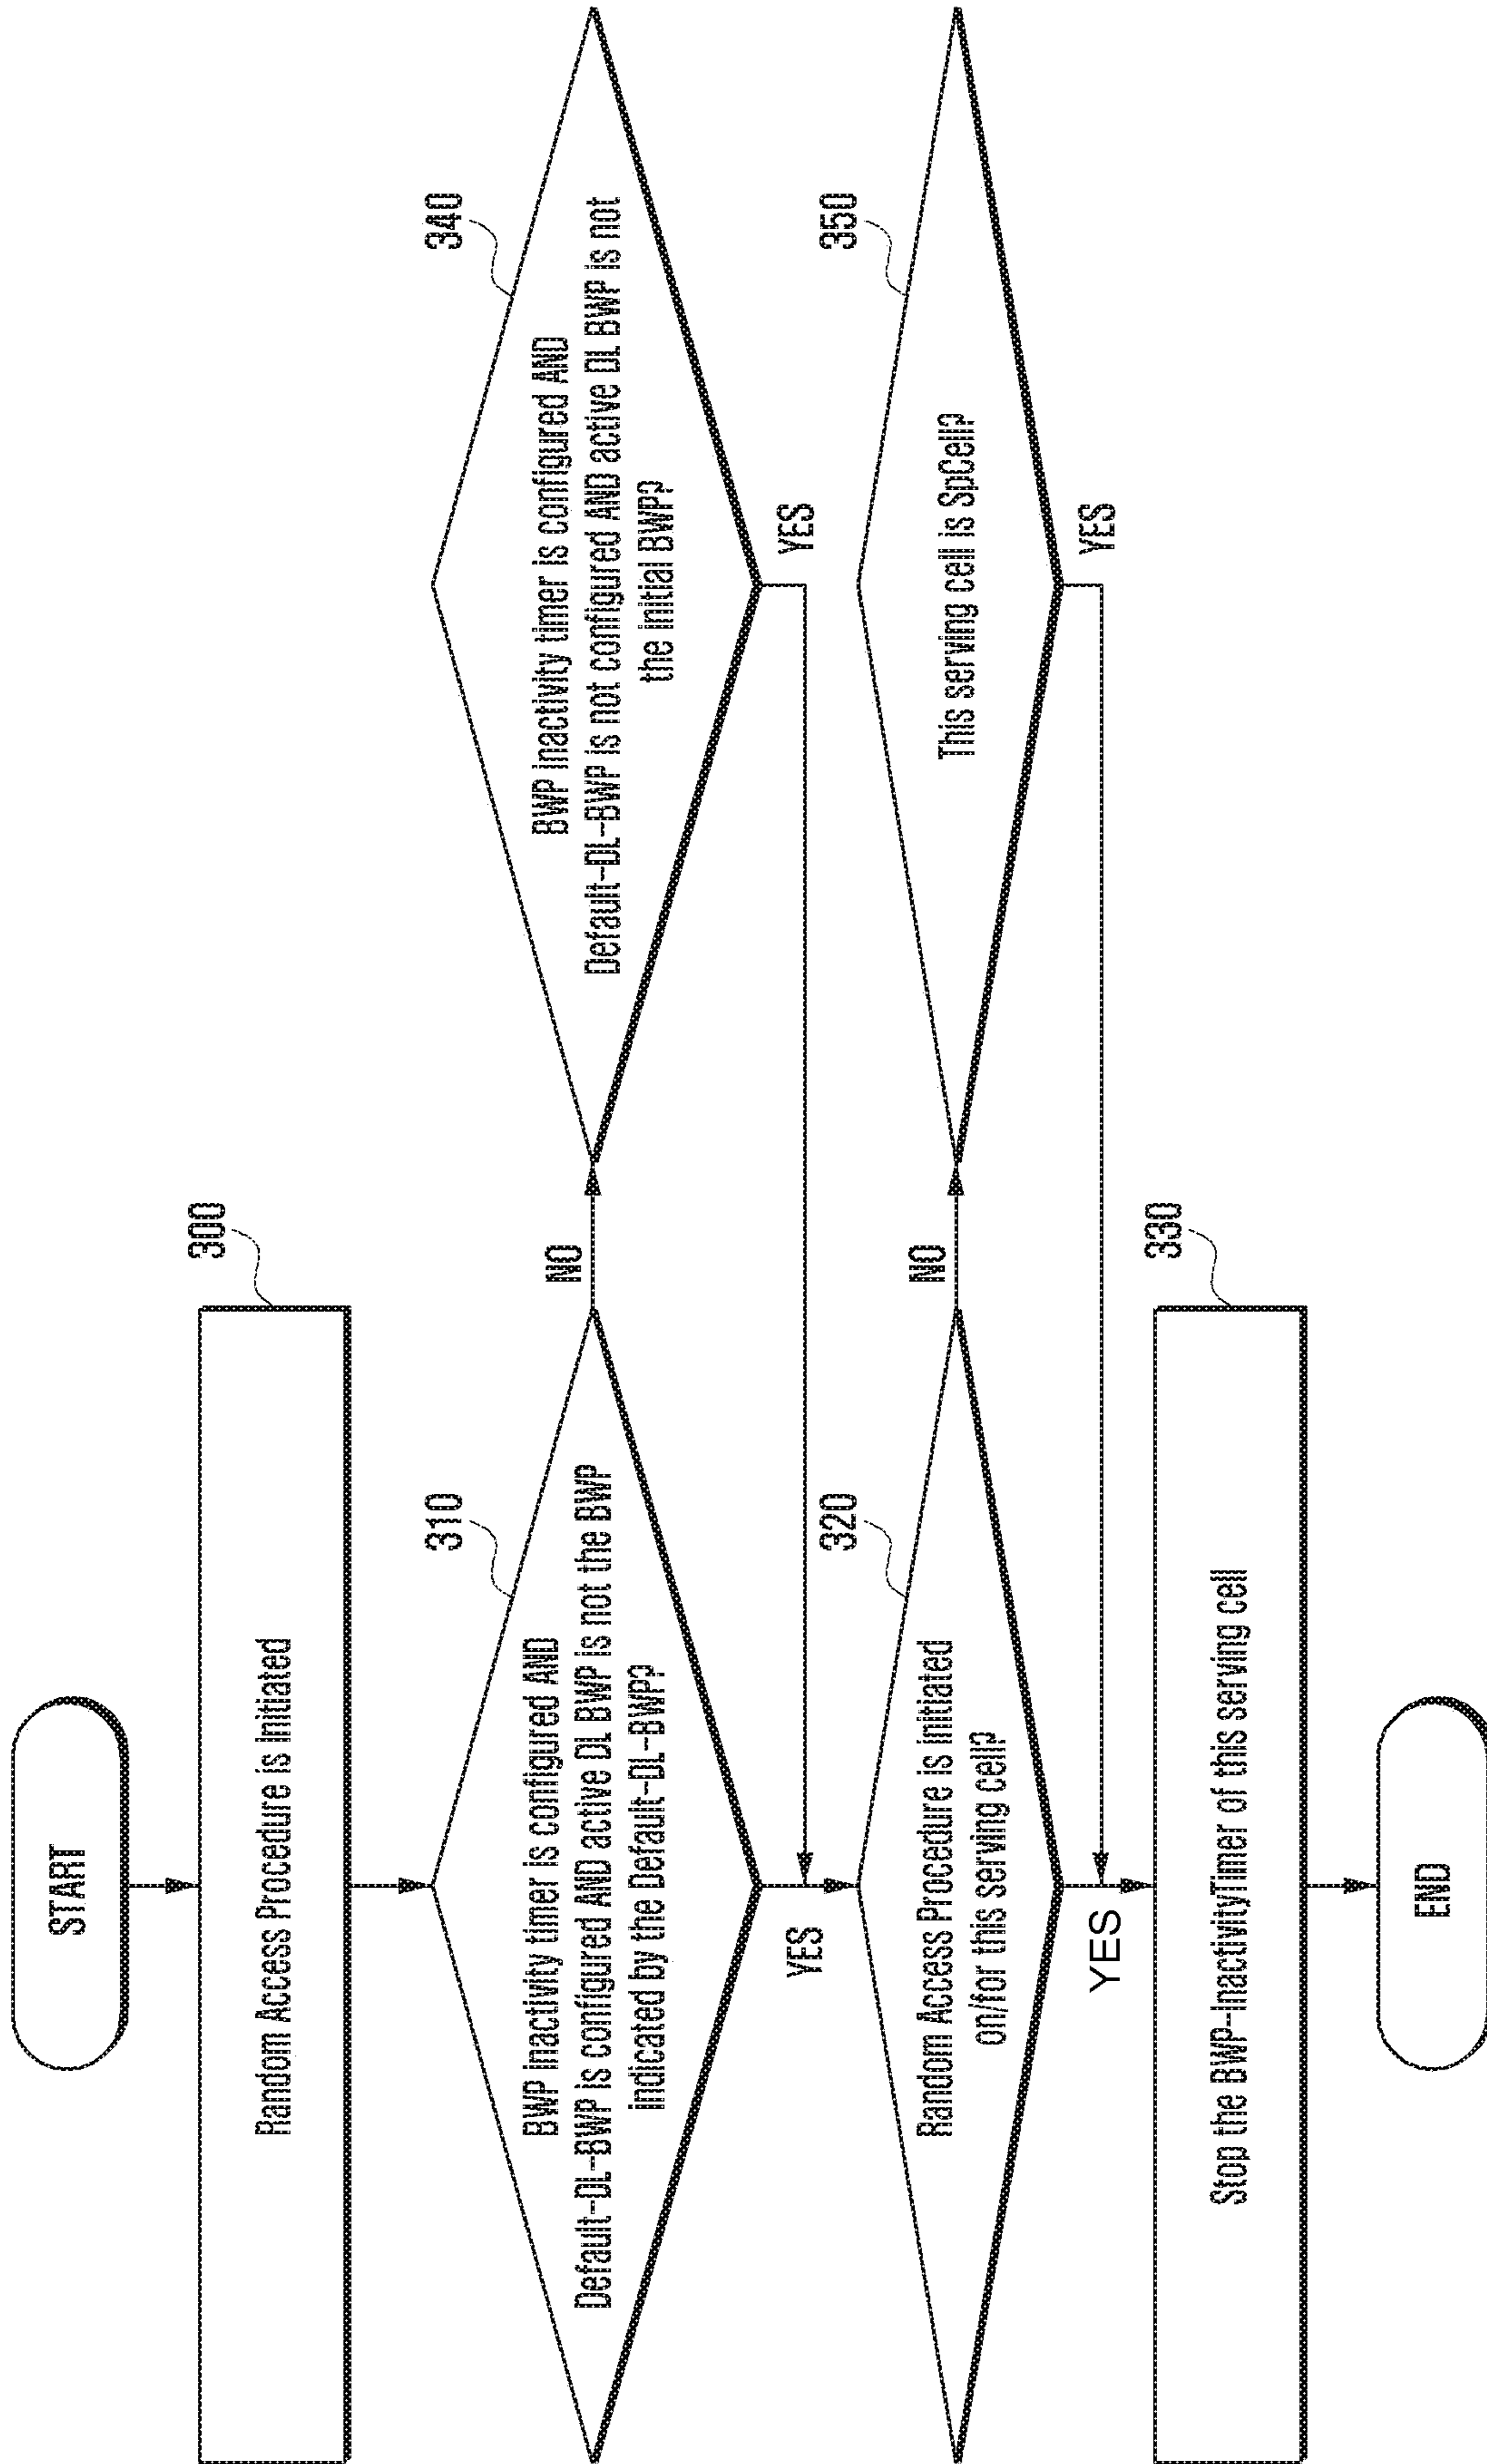 START
300
Random Access Procedure is Initiated
310
BWP inactivity timer is configured AND
Default-DL-BWP is configured AND active DL BWP is not the BWP
indicated by the Default-DL-BWP?
NO
340
BWP inactivity timer is configured AND
Default-DL-BWP is not configured AND active DL BWP is not
the initial BWP?
YES
YES
320
Random Access Procedure is initiated
on/for this serving cell?
NO
350
This serving cell is SpCell?
YES
YES
330
Stop the BWP-InactivityTimer of this serving cell
END